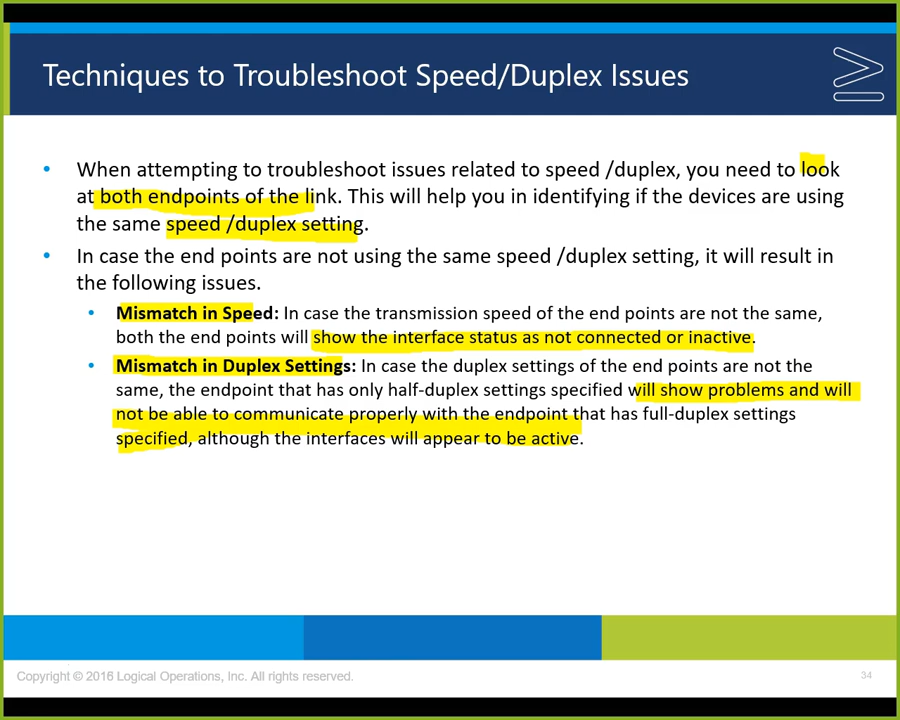 Techniques to Troubleshoot Speed/Duplex Issues
• When attempting to troubleshoot issues related to speed /duplex, you need to look
at both endpoints of the link. This will help you in identifying if the devices are using
the same speed /duplex setting.
• In case the end points are not using the same speed /duplex setting, it will result in
the following issues.
• Mismatch in Speed: In case the transmission speed of the end points are not the same,
both the end points will show the interface status as not connected or inactive.
• Mismatch in Duplex Settings: In case the duplex settings of the end points are not the
same, the endpoint that has only half-duplex settings specified will show problems and will
not be able to communicate properly with the endpoint that has full-duplex settings
specified, although the interfaces will appear to be active.
Copyright © 2016 Logical Operations, Inc. All rights reserved.
34